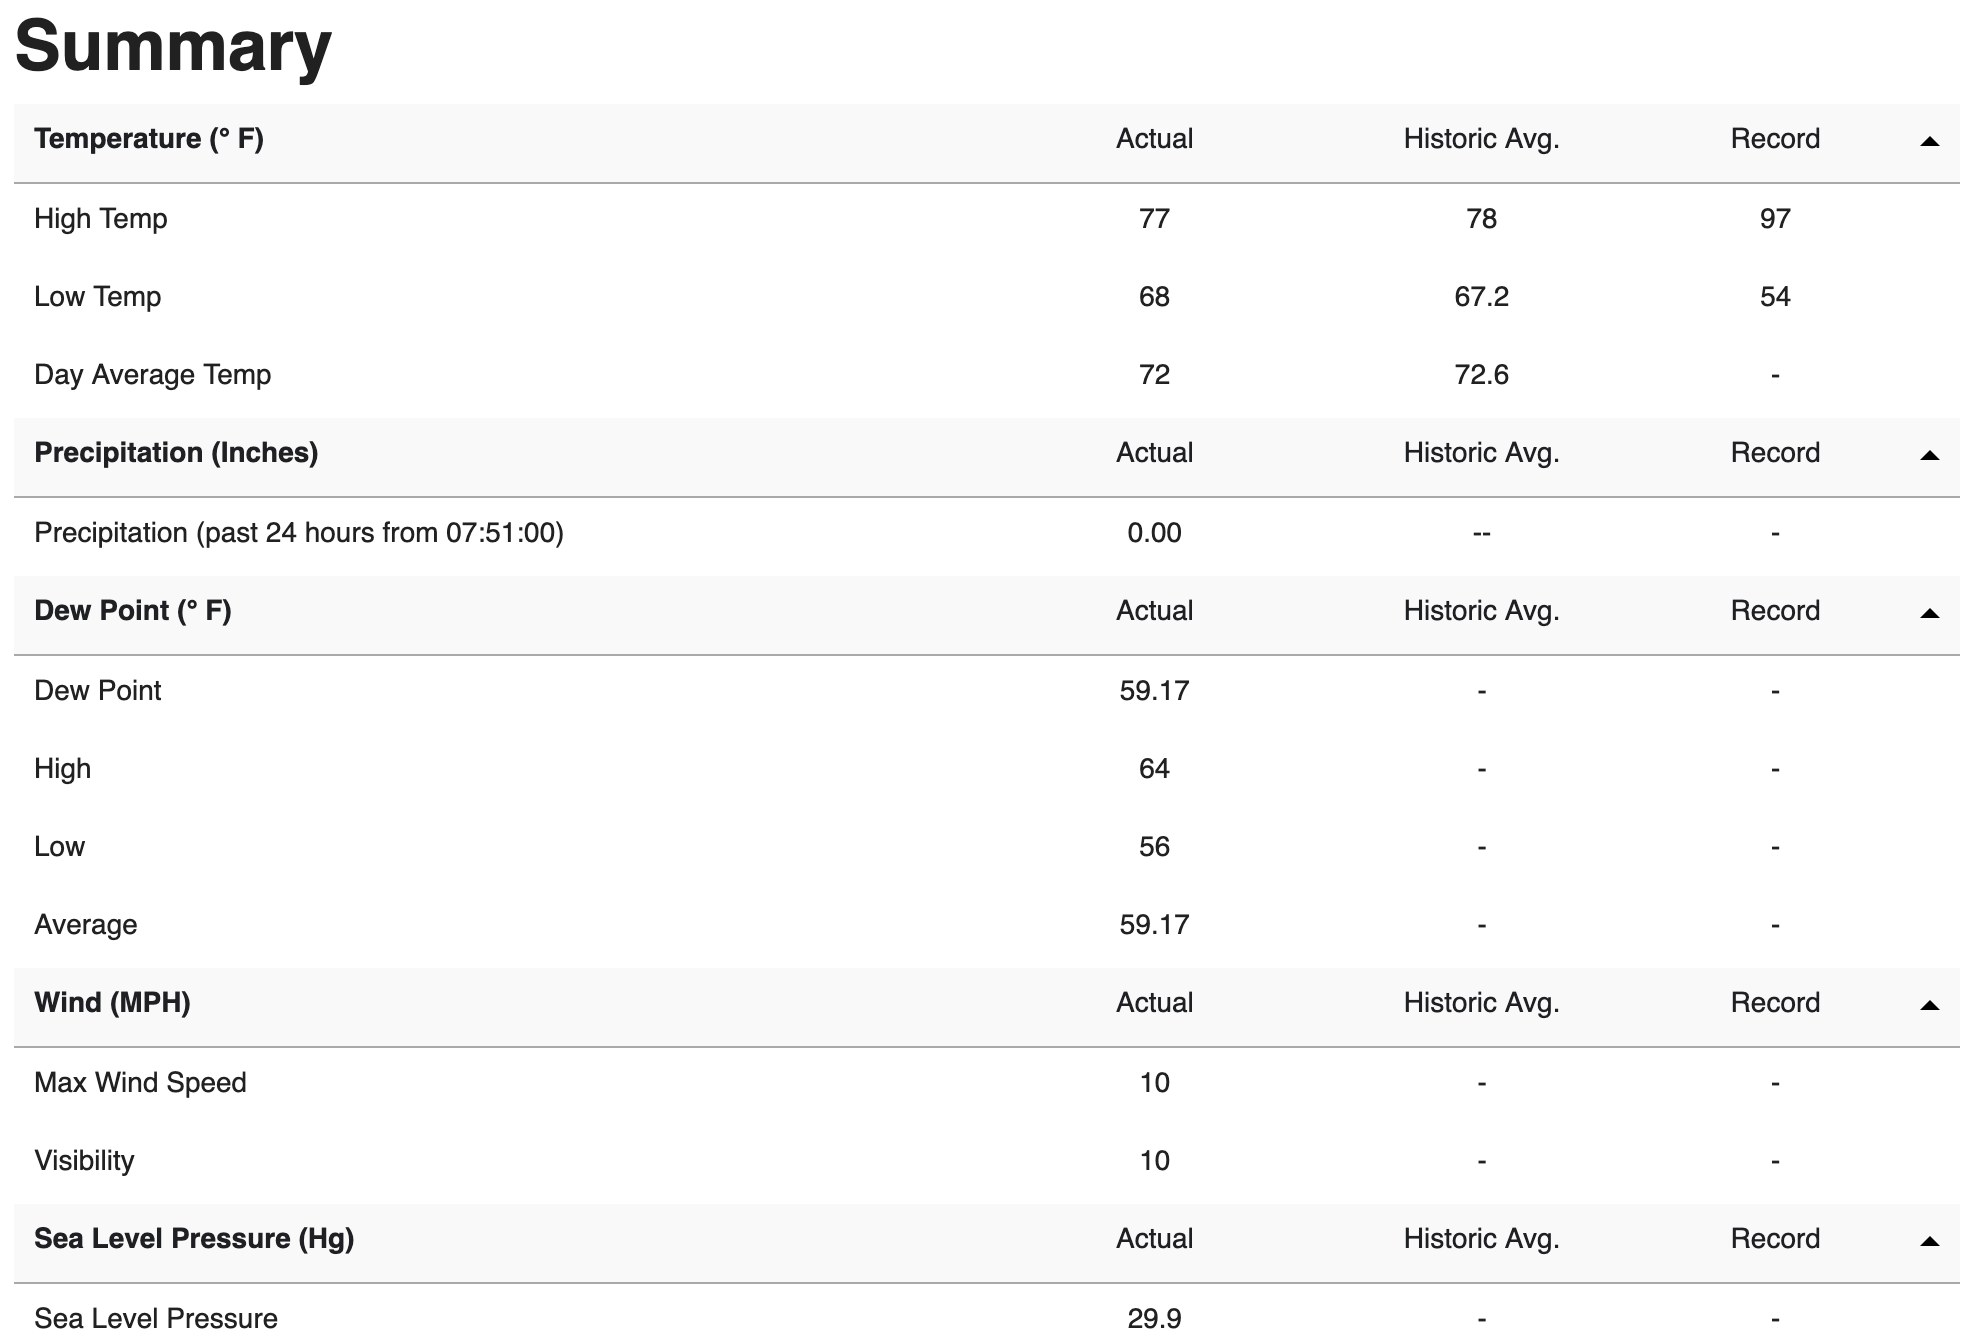 Summary
Temperature (° F) Actual Historic Avg. Record
High Temp 77 78 97
Low Temp 68 67.2 54
Day Average Temp 72 72.6 -
Precipitation (Inches) Actual Historic Avg. Record
Precipitation (past 24 hours from 07:51:00) 0.00 -- -
Dew Point (° F) Actual Historic Avg. Record
Dew Point 59.17 - -
High 64 - -
Low 56 - -
Average 59.17 - -
Wind (MPH) Actual Historic Avg. Record
Max Wind Speed 10 - -
Visibility 10 - -
Sea Level Pressure (Hg) Actual Historic Avg. Record
Sea Level Pressure 29.9 - -